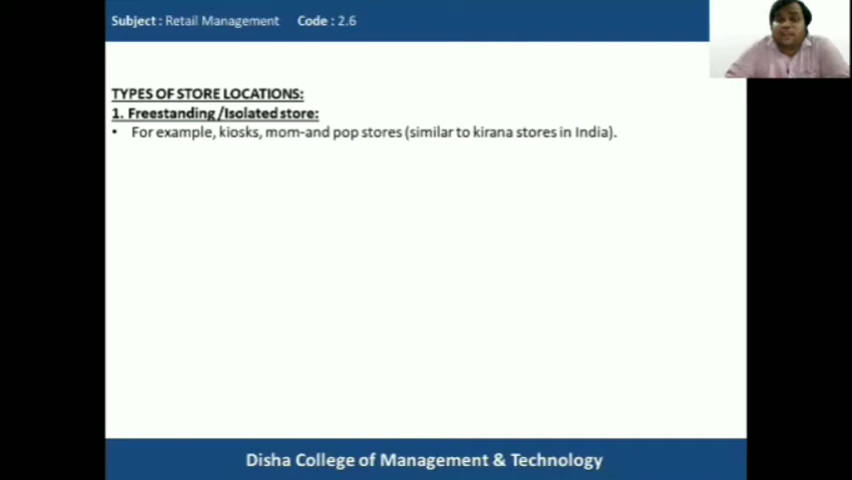 Subject : Retail Management Code : 2.6
TYPES OF STORE LOCATIONS:
1. Freestanding /Isolated store:
• For example, kiosks, mom-and pop stores (similar to kirana stores in India).
Disha College of Management & Technology